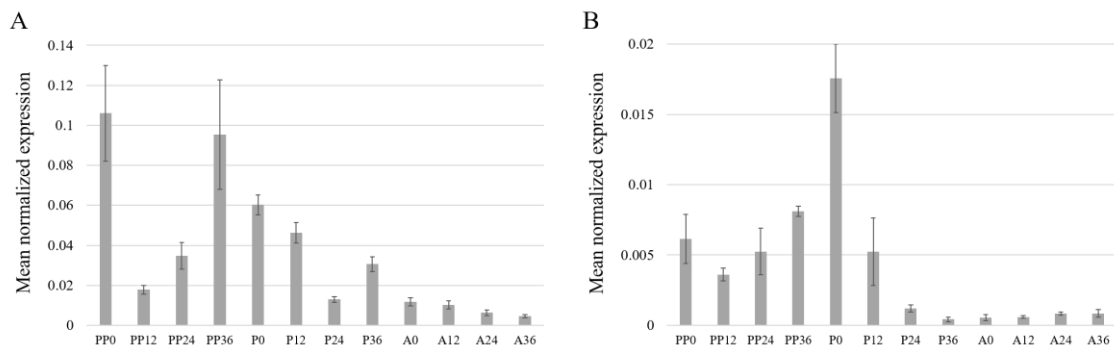 A
Mean normalized expression
0.14
0.12
0.1
0.08
0.06
0.04
0.02
0
PP0 PP12 PP24 PP36 P0 P12 P24 P36 A0 A12 A24 A36
B
Mean normalized expression
0.02
0.015
0.01
0.005
0
PP0 PP12 PP24 PP36 P0 P12 P24 P36 A0 A12 A24 A36